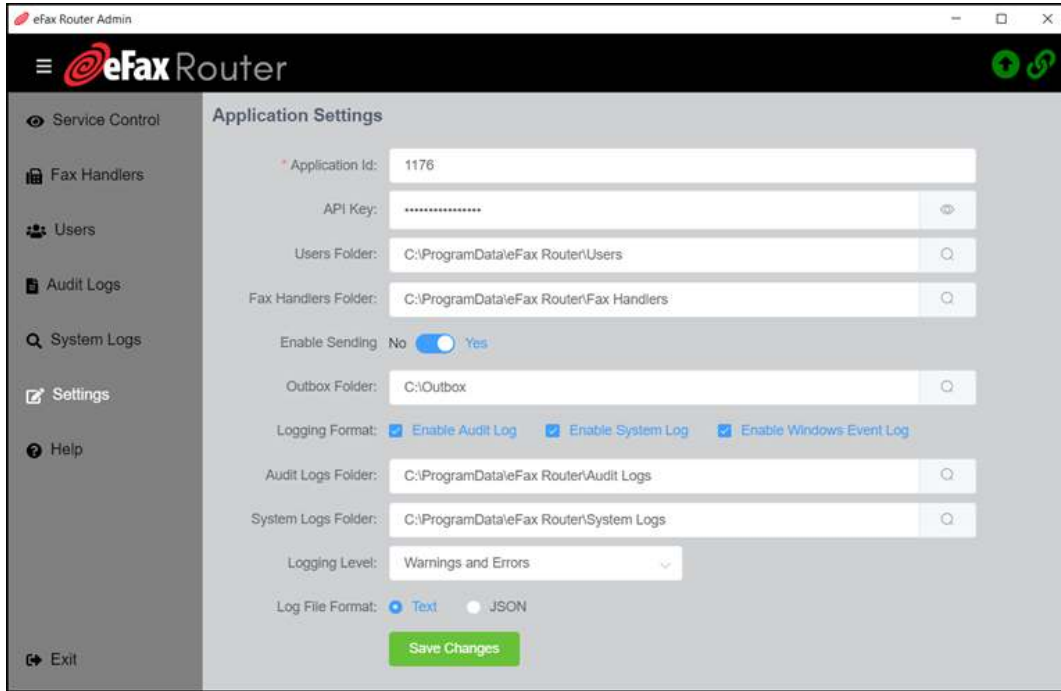 eFax Router Admin
eFax Router
Service Control
Fax Handlers
Users
Audit Logs
System Logs
Settings
Help
Exit
Application Settings
* Application Id: 1176
API Key: ••••••••••••••••
Users Folder: C:\ProgramData\eFax Router\Users
Fax Handlers Folder: C:\ProgramData\eFax Router\Fax Handlers
Enable Sending No Yes
Outbox Folder: C:\Outbox
Logging Format: Enable Audit Log Enable System Log Enable Windows Event Log
Audit Logs Folder: C:\ProgramData\eFax Router\Audit Logs
System Logs Folder: C:\ProgramData\eFax Router\System Logs
Logging Level: Warnings and Errors
Log File Format: Text JSON
Save Changes